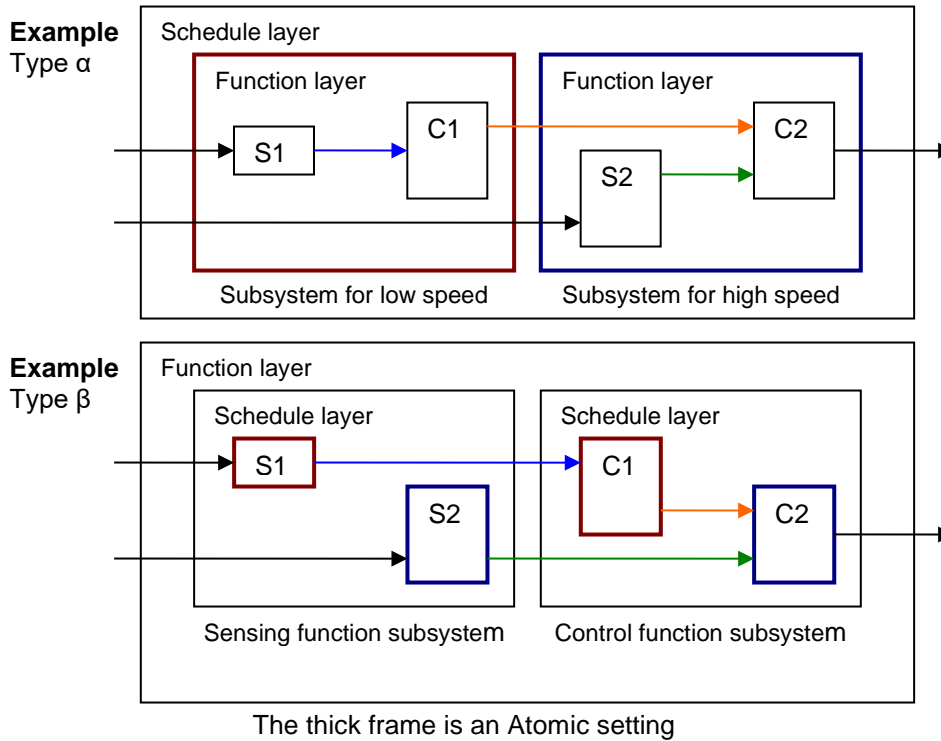 Example
Type α
Schedule layer
Function layer
S1
C1
Function layer
S2
C2
Subsystem for low speed
Subsystem for high speed
Example
Type β
Function layer
Schedule layer
S1
S2
Schedule layer
C1
C2
Sensing function subsystem
Control function subsystem
The thick frame is an Atomic setting